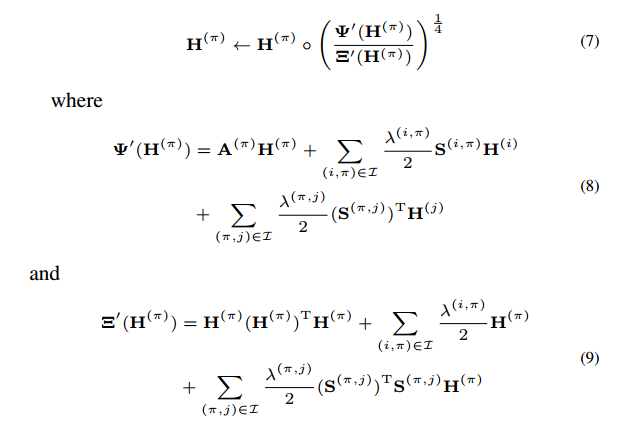 H^(π) ← H^(π) ∘ ( Ψ′(H^(π)) / Ξ′(H^(π)) )^(1/4) (7)
where
Ψ′(H^(π)) = A^(π)H^(π) + ∑_{(i,π)∈ℐ} λ^(i,π)/2 S^(i,π)H^(i)
+ ∑_{(π,j)∈ℐ} λ^(π,j)/2 (S^(π,j))^T H^(j) (8)
and
Ξ′(H^(π)) = H^(π)(H^(π))^T H^(π) + ∑_{(i,π)∈ℐ} λ^(i,π)/2 H^(π)
+ ∑_{(π,j)∈ℐ} λ^(π,j)/2 (S^(π,j))^T S^(π,j)H^(π) (9)